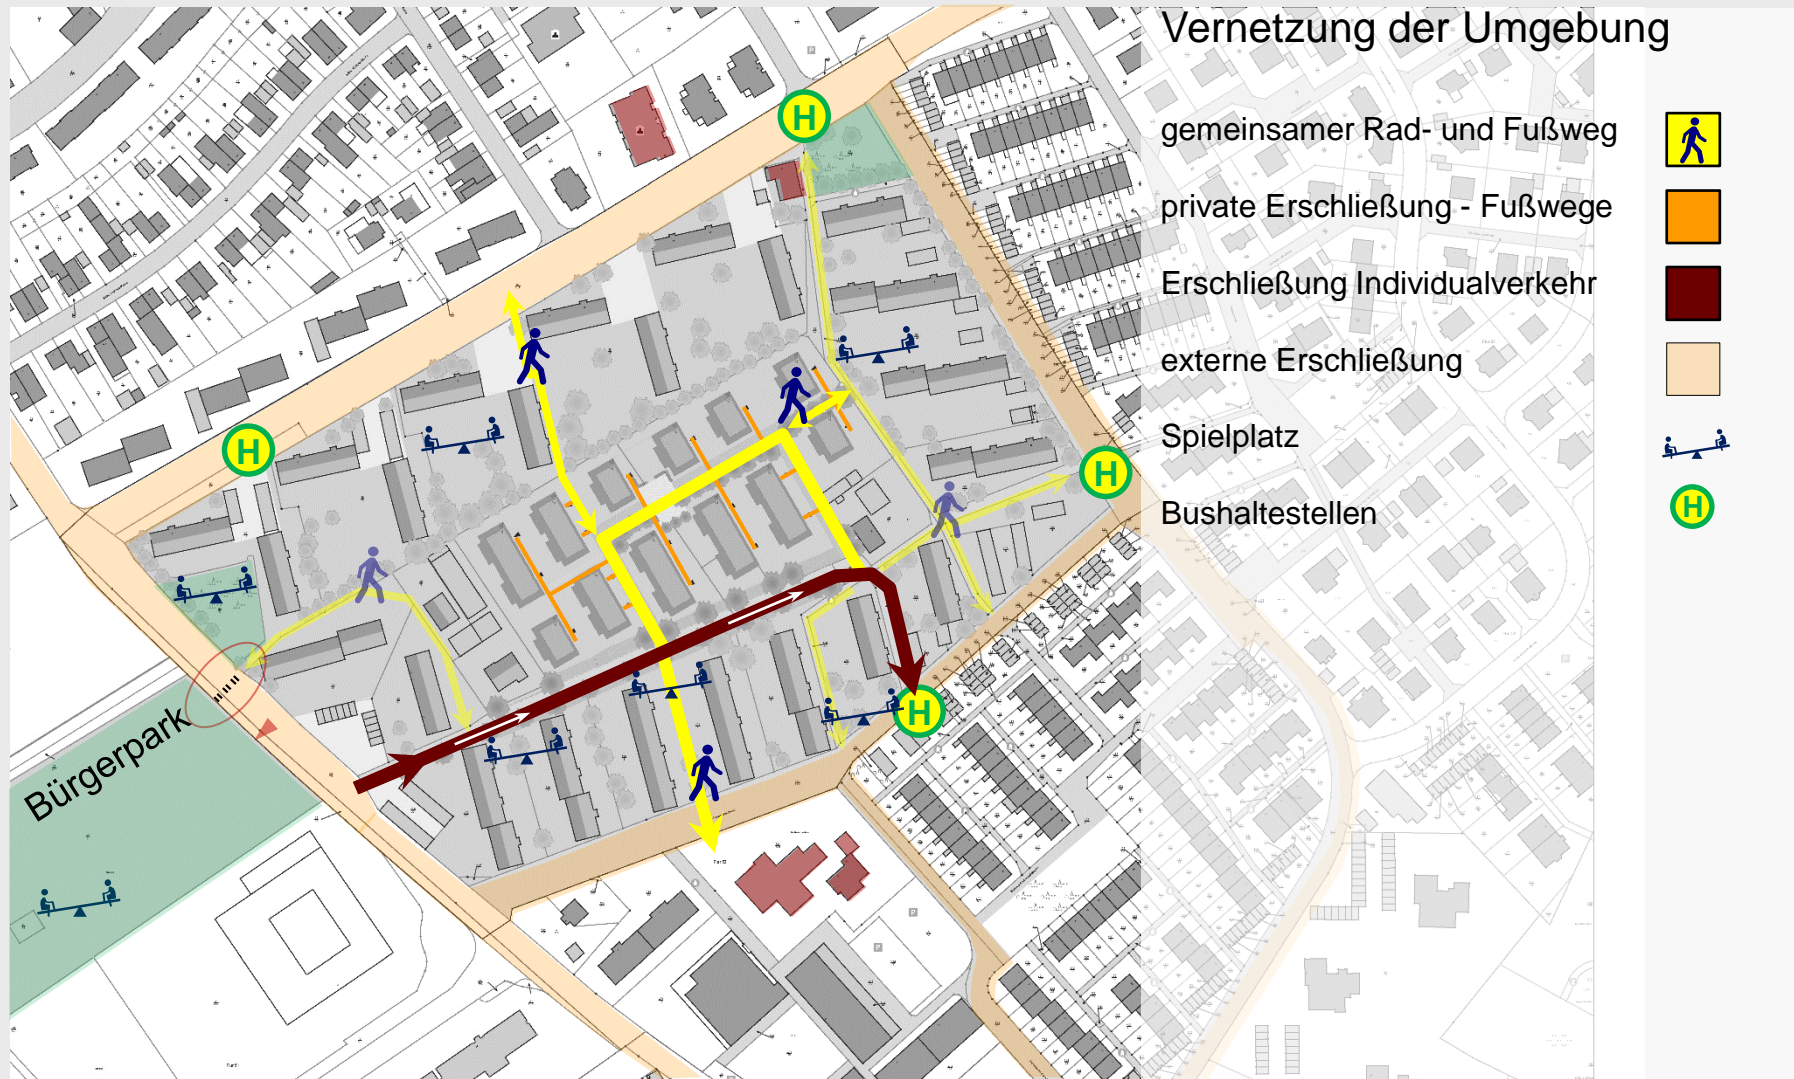 Vernetzung der Umgebung
gemeinsamer Rad- und Fußweg
private Erschließung - Fußwege
Erschließung Individualverkehr
externe Erschließung
Spielplatz
Bushaltestellen
H
H
H
H
H
Bürgerpark
P
P
P